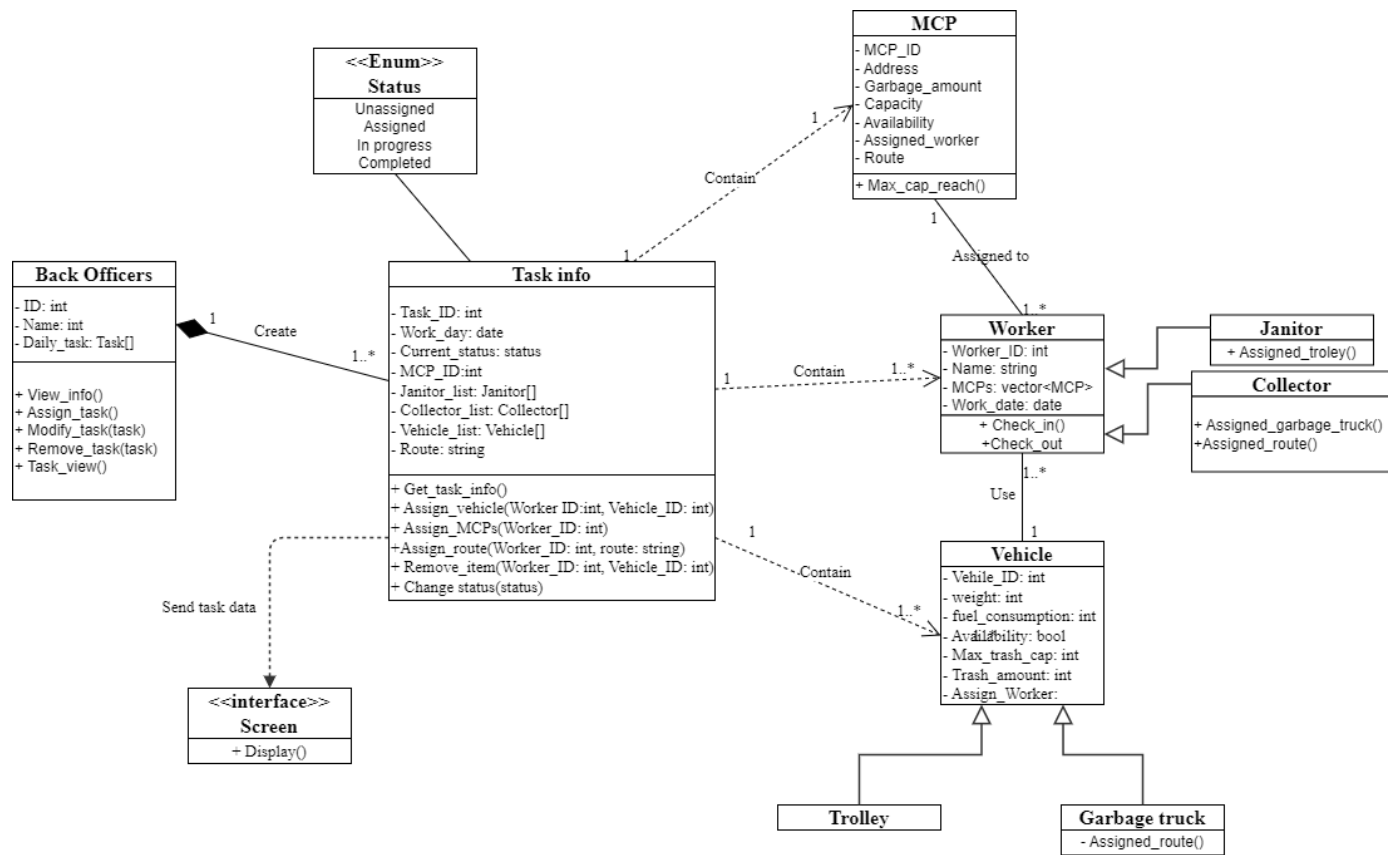 MCP
- MCP_ID
- Address
- Garbage_amount
- Capacity
- Availability
- Assigned_worker
- Route
+ Max_cap_reach()
<<Enum>>
Status
Unassigned
Assigned
In progress
Completed
1
Contain
1
1
Assigned to
1..*
Back Officers
- ID: int
- Name: int
- Daily_task: Task[]
+ View_info()
+ Assign_task()
+ Modify_task(task)
+ Remove_task(task)
+ Task_view()
1
Create
1..*
Task info
- Task_ID: int
- Work_day: date
- Current_status: status
- MCP_ID:int
- Janitor_list: Janitor[]
- Collector_list: Collector[]
- Vehicle_list: Vehicle[]
- Route: string
+ Get_task_info()
+ Assign_vehicle(Worker ID:int, Vehicle_ID: int)
+ Assign_MCPs(Worker_ID: int)
+Assign_route(Worker_ID: int, route: string)
+ Remove_item(Worker_ID: int, Vehicle_ID: int)
+ Change status(status)
1
Contain
1..*
Worker
- Worker_ID: int
- Name: string
- MCPs: vector<MCP>
- Work_date: date
+ Check_in()
+Check_out
Janitor
+ Assigned_troley()
Collector
+ Assigned_garbage_truck()
+Assigned_route()
1..*
Use
1
1
Contain
1..*
Vehicle
- Vehile_ID: int
- weight: int
- fuel_consumption: int
- Availability: bool
1..*
- Max_trash_cap: int
- Trash_amount: int
- Assign_Worker:
Send task data
<<interface>>
Screen
+ Display()
Trolley
Garbage truck
- Assigned_route()